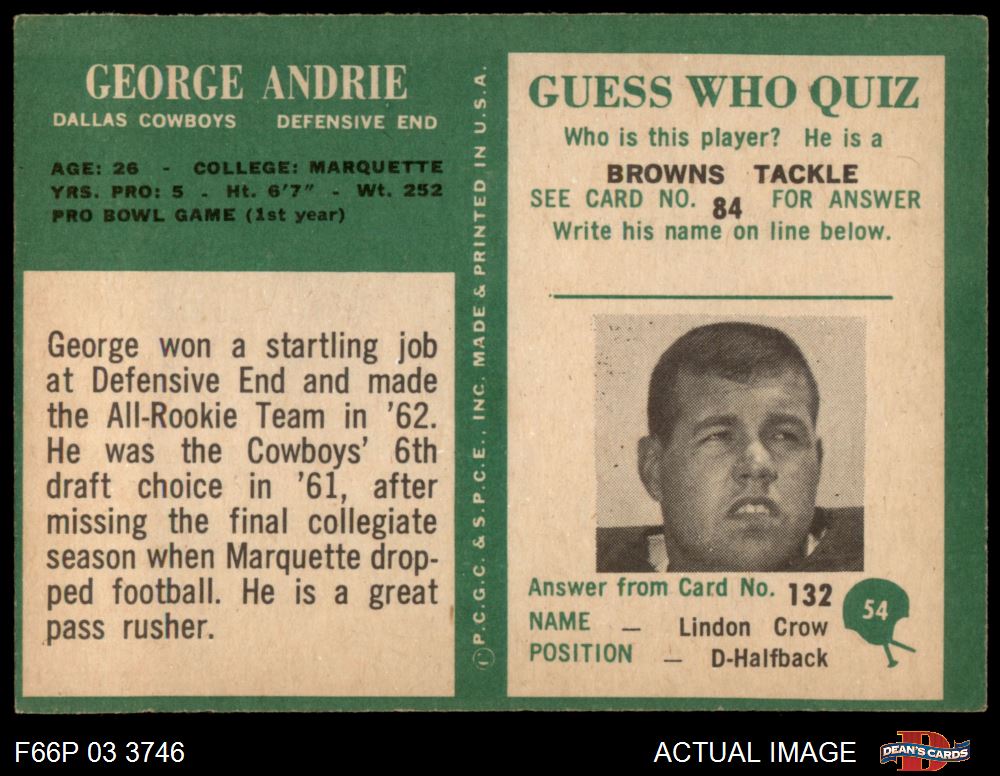 GEORGE ANDRIE
DALLAS COWBOYS DEFENSIVE END
AGE: 26 - COLLEGE: MARQUETTE
YRS. PRO: 5 - Ht. 6'7" - Wt. 252
PRO BOWL GAME (1st year)
George won a startling job
at Defensive End and made
the All-Rookie Team in '62.
He was the Cowboys' 6th
draft choice in '61, after
missing the final collegiate
season when Marquette drop-
ped football. He is a great
pass rusher.
© P.C.G.C. & S.P.C.E., INC. MADE & PRINTED IN U.S.A.
GUESS WHO QUIZ
Who is this player? He is a
BROWNS TACKLE
SEE CARD NO. 84 FOR ANSWER
Write his name on line below.
Answer from Card No. 132
NAME — Lindon Crow
POSITION — D-Halfback
54
F66P 03 3746
ACTUAL IMAGE
D
DEAN'S CARDS